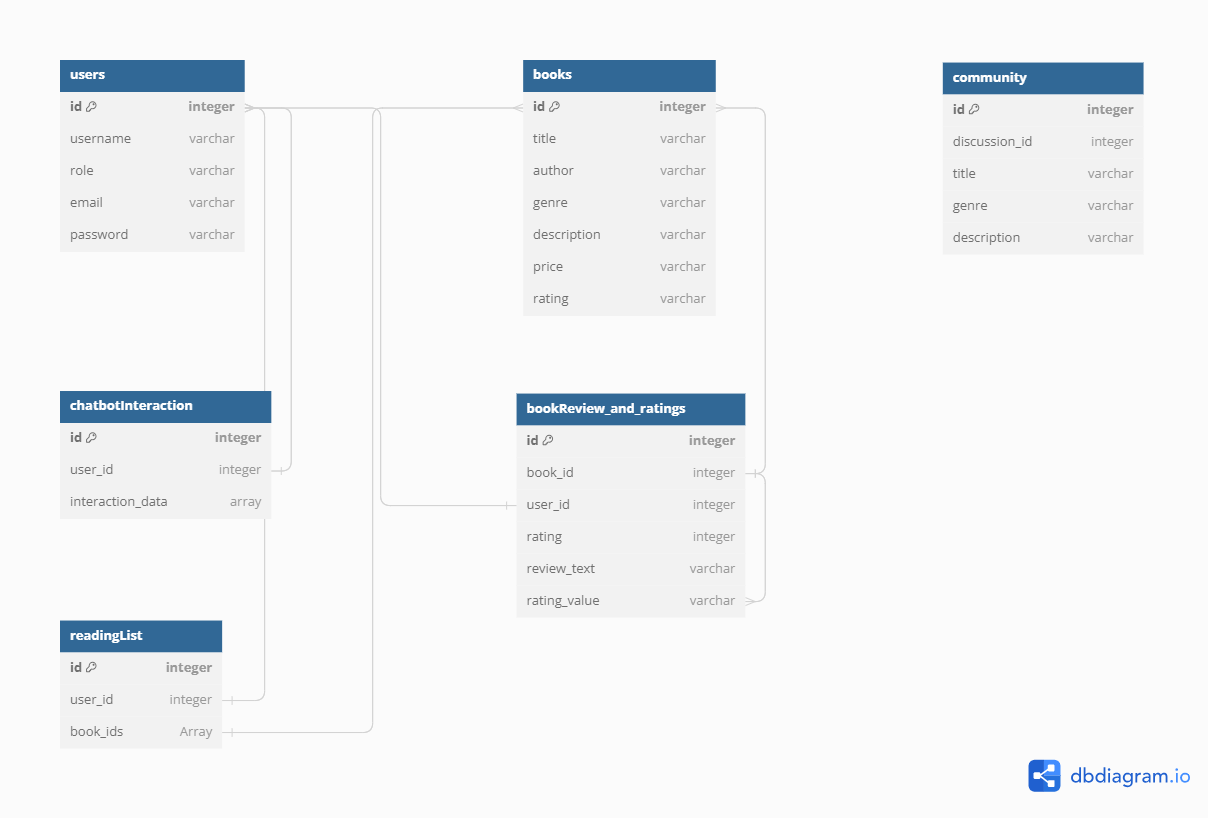 users
id integer
username varchar
role varchar
email varchar
password varchar
books
id integer
title varchar
author varchar
genre varchar
description varchar
price varchar
rating varchar
community
id integer
discussion_id integer
title varchar
genre varchar
description varchar
chatbotInteraction
id integer
user_id integer
interaction_data array
bookReview_and_ratings
id integer
book_id integer
user_id integer
rating integer
review_text varchar
rating_value varchar
readingList
id integer
user_id integer
book_ids Array
dbdiagram.io